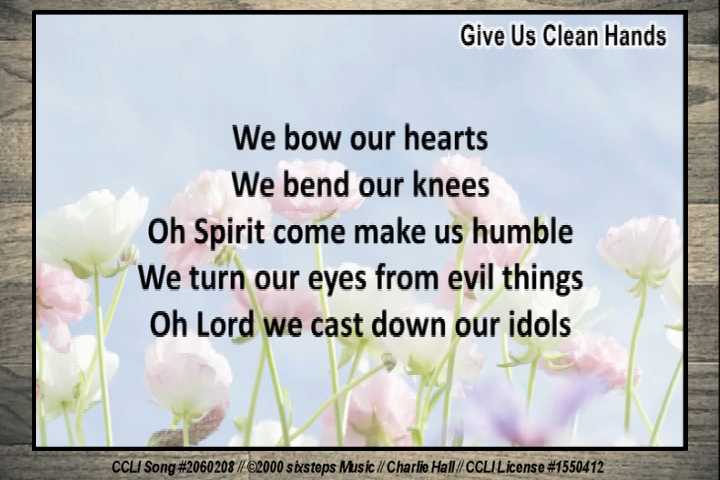 Give Us Clean Hands
We bow our hearts
We bend our knees
Oh Spirit come make us humble
We turn our eyes from evil things
Oh Lord we cast down our idols
CCLI Song #2060208 // ©2000 sixsteps Music // Charlie Hall // CCLI License #1550412